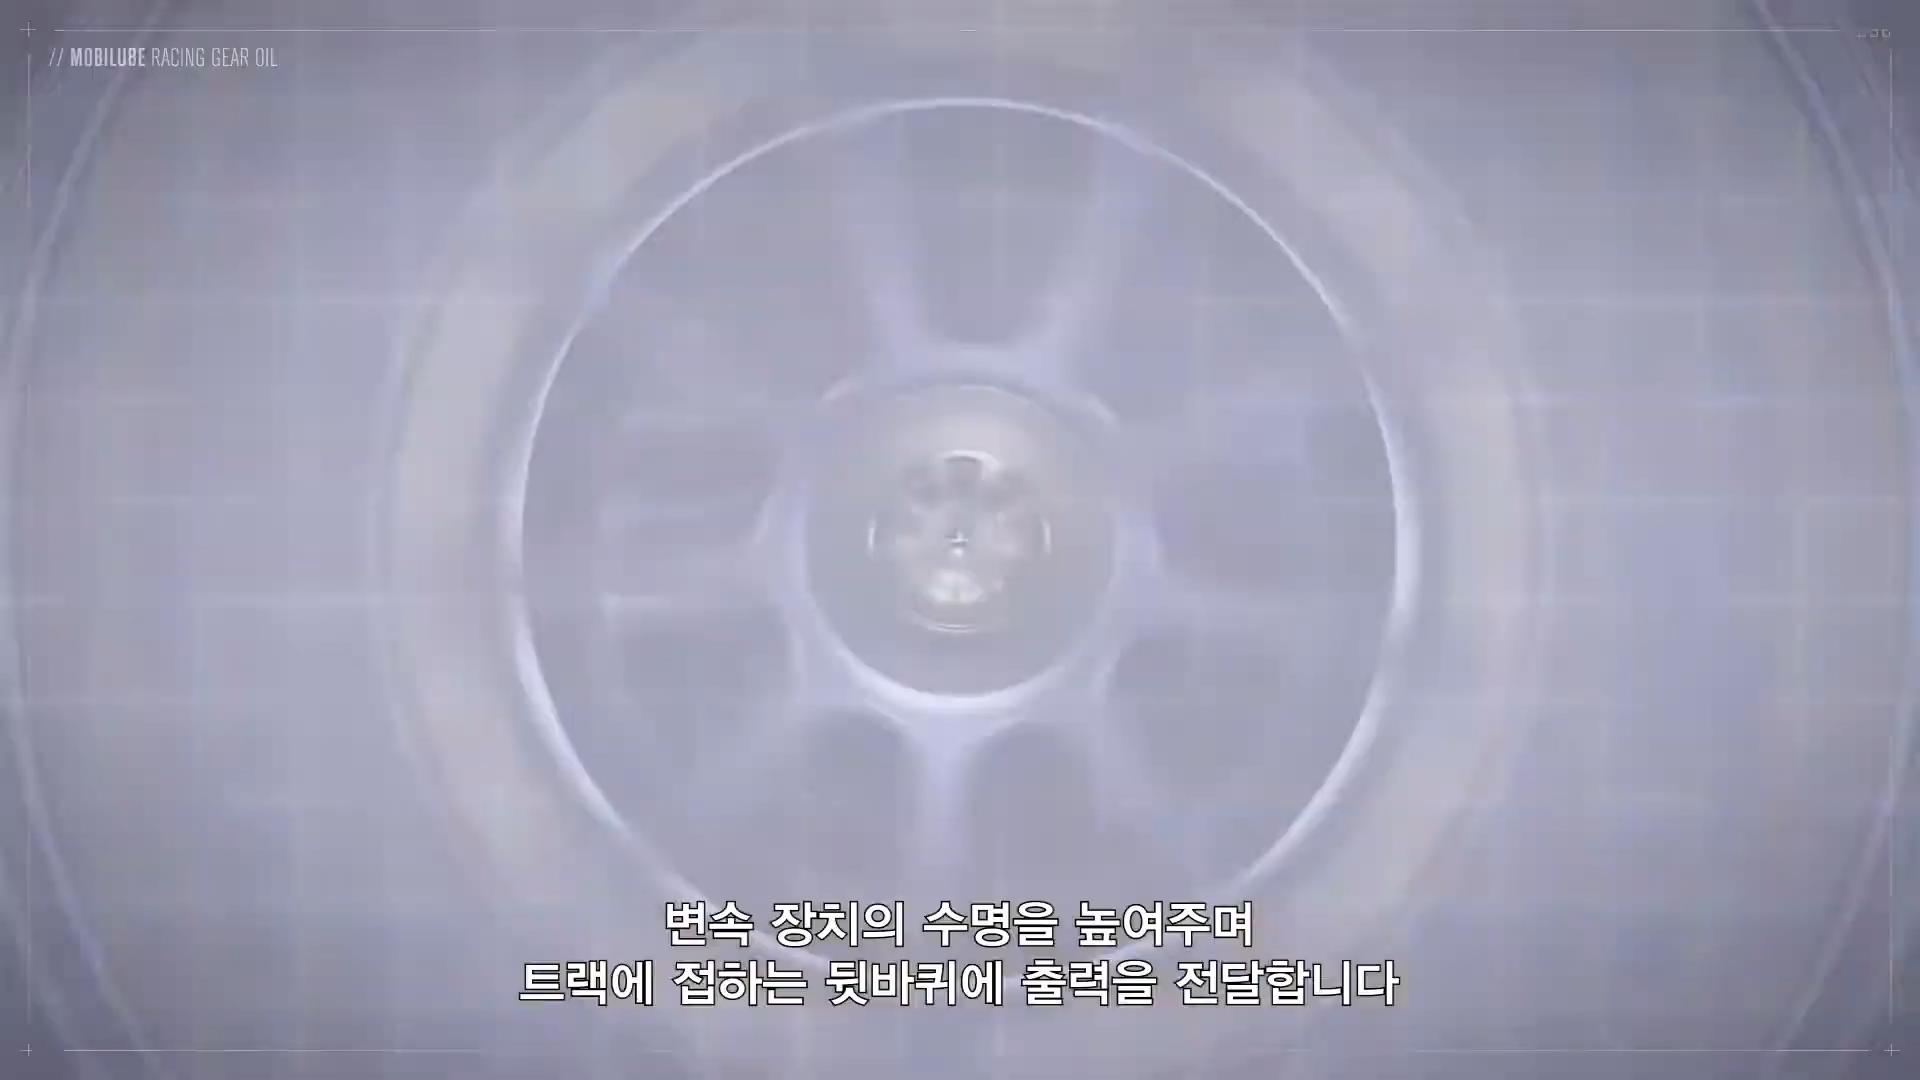 // MOBILUBE RACING GEAR OIL
변속 장치의 수명을 높여주며
트랙에 접하는 뒷바퀴에 출력을 전달합니다